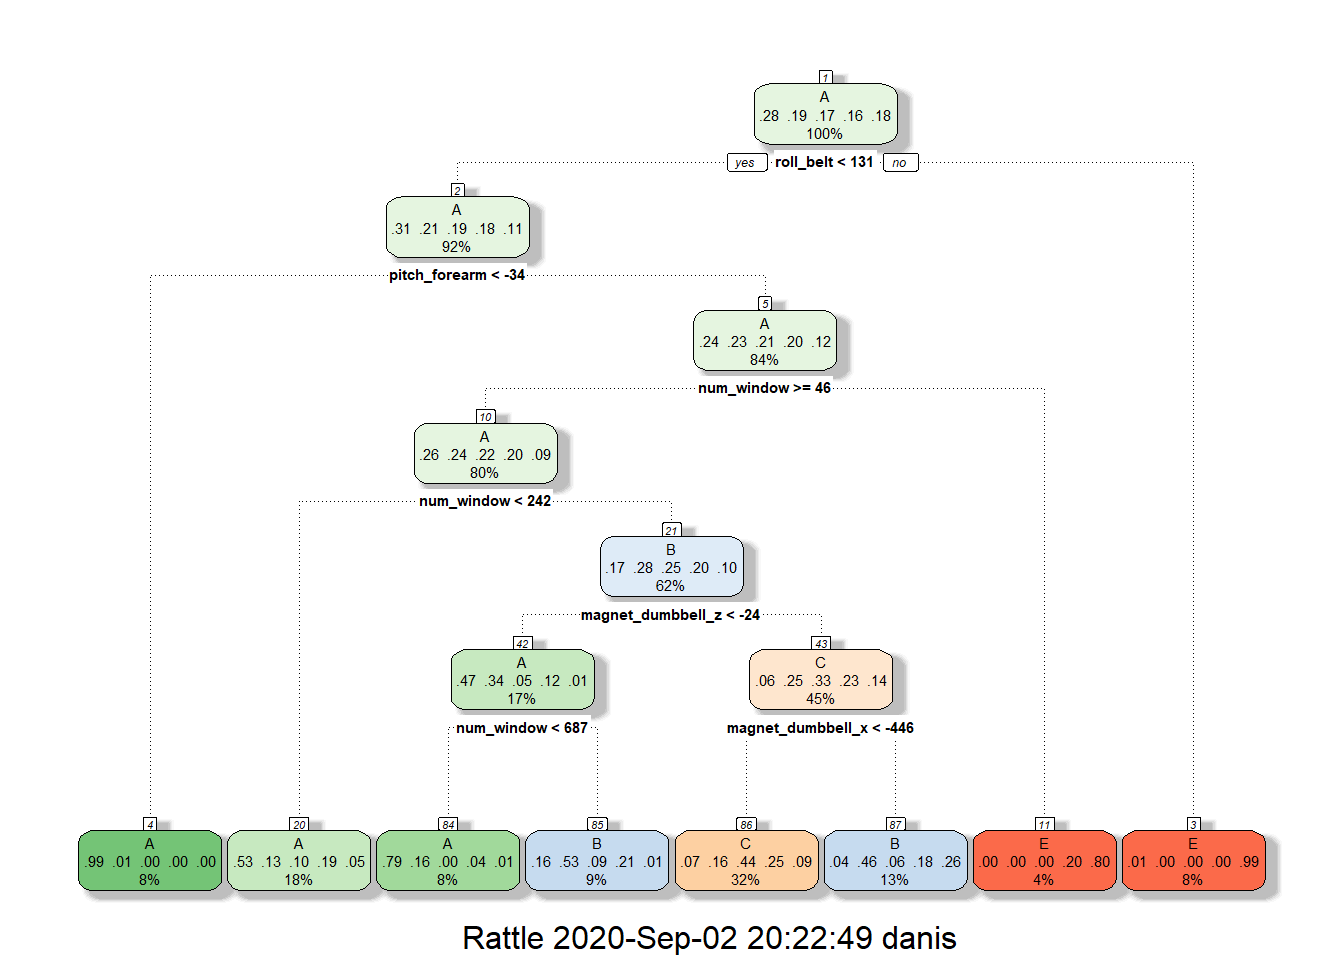 1
A
.28 .19 .17 .16 .18
100%
yes roll_belt < 131 no
2
A
.31 .21 .19 .18 .11
92%
pitch_forearm < -34
5
A
.24 .23 .21 .20 .12
84%
num_window >= 46
10
A
.26 .24 .22 .20 .09
80%
num_window < 242
21
B
.17 .28 .25 .20 .10
62%
magnet_dumbbell_z < -24
42
A
.47 .34 .05 .12 .01
17%
num_window < 687
43
C
.06 .25 .33 .23 .14
45%
magnet_dumbbell_x < -446
4
A
.99 .01 .00 .00 .00
8%
20
A
.53 .13 .10 .19 .05
18%
84
A
.79 .16 .00 .04 .01
8%
85
B
.16 .53 .09 .21 .01
9%
86
C
.07 .16 .44 .25 .09
32%
87
B
.04 .46 .06 .18 .26
13%
11
E
.00 .00 .00 .20 .80
4%
3
E
.01 .00 .00 .00 .99
8%
Rattle 2020-Sep-02 20:22:49 danis